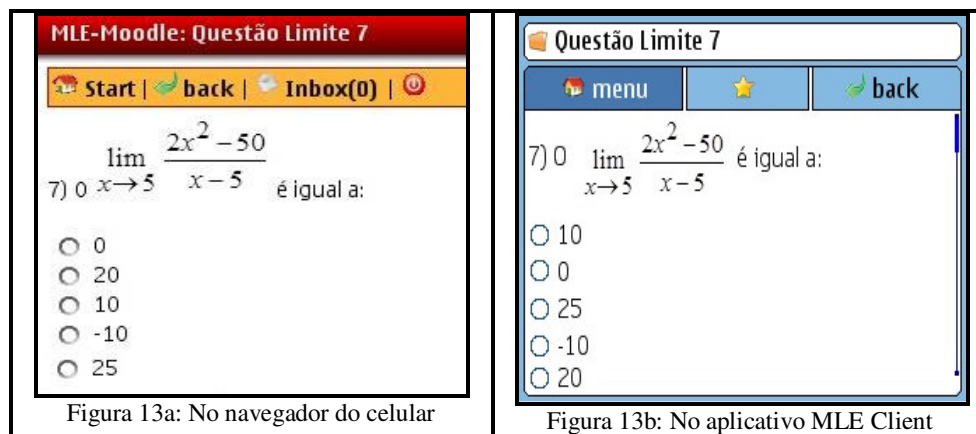 MLE-Moodle: Questão Limite 7
Start | back | Inbox(0) |
7) O lim x→5 2x² − 50 / x − 5 é igual a:
0
20
10
-10
25
Figura 13a: No navegador do celular
Questão Limite 7
menu
back
7) O lim x→5 2x² − 50 / x − 5 é igual a:
10
0
25
-10
20
Figura 13b: No aplicativo MLE Client